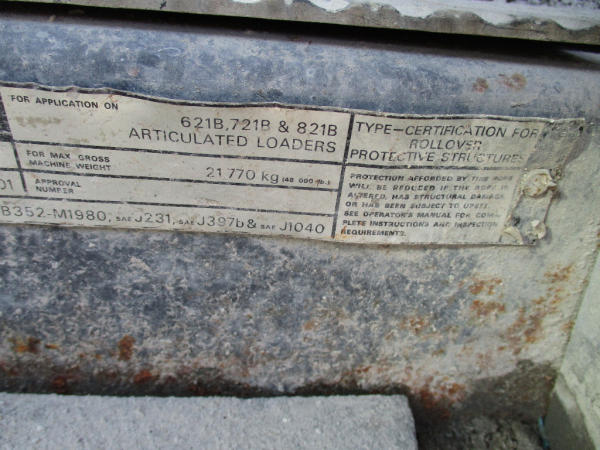 FOR APPLICATION ON
621B,721B & 821B
ARTICULATED LOADERS
FOR MAX GROSS
MACHINE WEIGHT
21 770 kg (48 000 lb.)
01
APPROVAL
NUMBER
B352-M1980, SAE J231, SAE J397b & SAE J1040
TYPE-CERTIFICATION FOR
ROLLOVER
PROTECTIVE STRUCTURES
PROTECTION AFFORDED BY THIS ROPS
WILL BE REDUCED IF THE ROPS IS
ALTERED, HAS STRUCTURAL DAMAGE
OR HAS BEEN SUBJECT TO UPSET.
SEE OPERATOR'S MANUAL FOR COM-
PLETE INSTRUCTIONS AND INSPECTION
REQUIREMENTS.